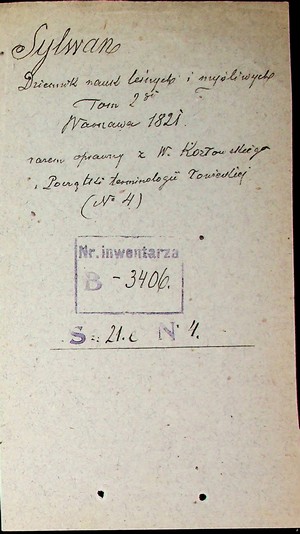 Sylwan
Dziennik nauk leśnych i myśliwych
Tom 2gi
Warszawa 1821.
razem oprawny z W. Kozłowskiego
Początki terminologii łowieckiej
(No 4)
Nr. inwentarza
B - 3406.
S 21. N 4.